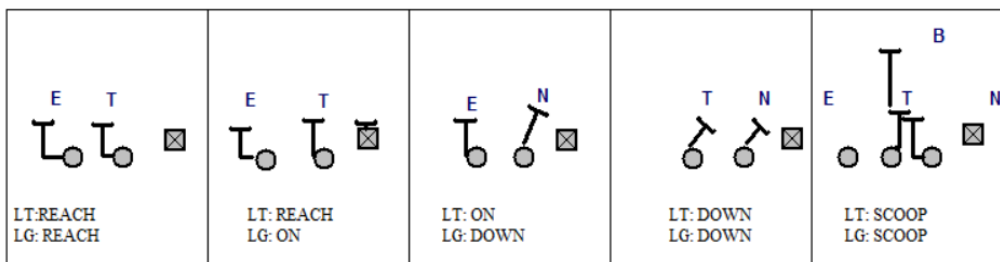 E T
E T
E N
T N
B
E T N
LT:REACH
LG: REACH
LT: REACH
LG: ON
LT: ON
LG: DOWN
LT: DOWN
LG: DOWN
LT: SCOOP
LG: SCOOP